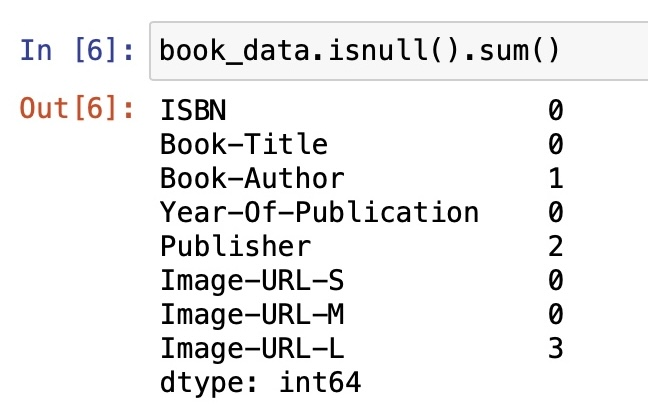 In [6]: book_data.isnull().sum()
Out[6]: ISBN 0
Book-Title 0
Book-Author 1
Year-Of-Publication 0
Publisher 2
Image-URL-S 0
Image-URL-M 0
Image-URL-L 3
dtype: int64